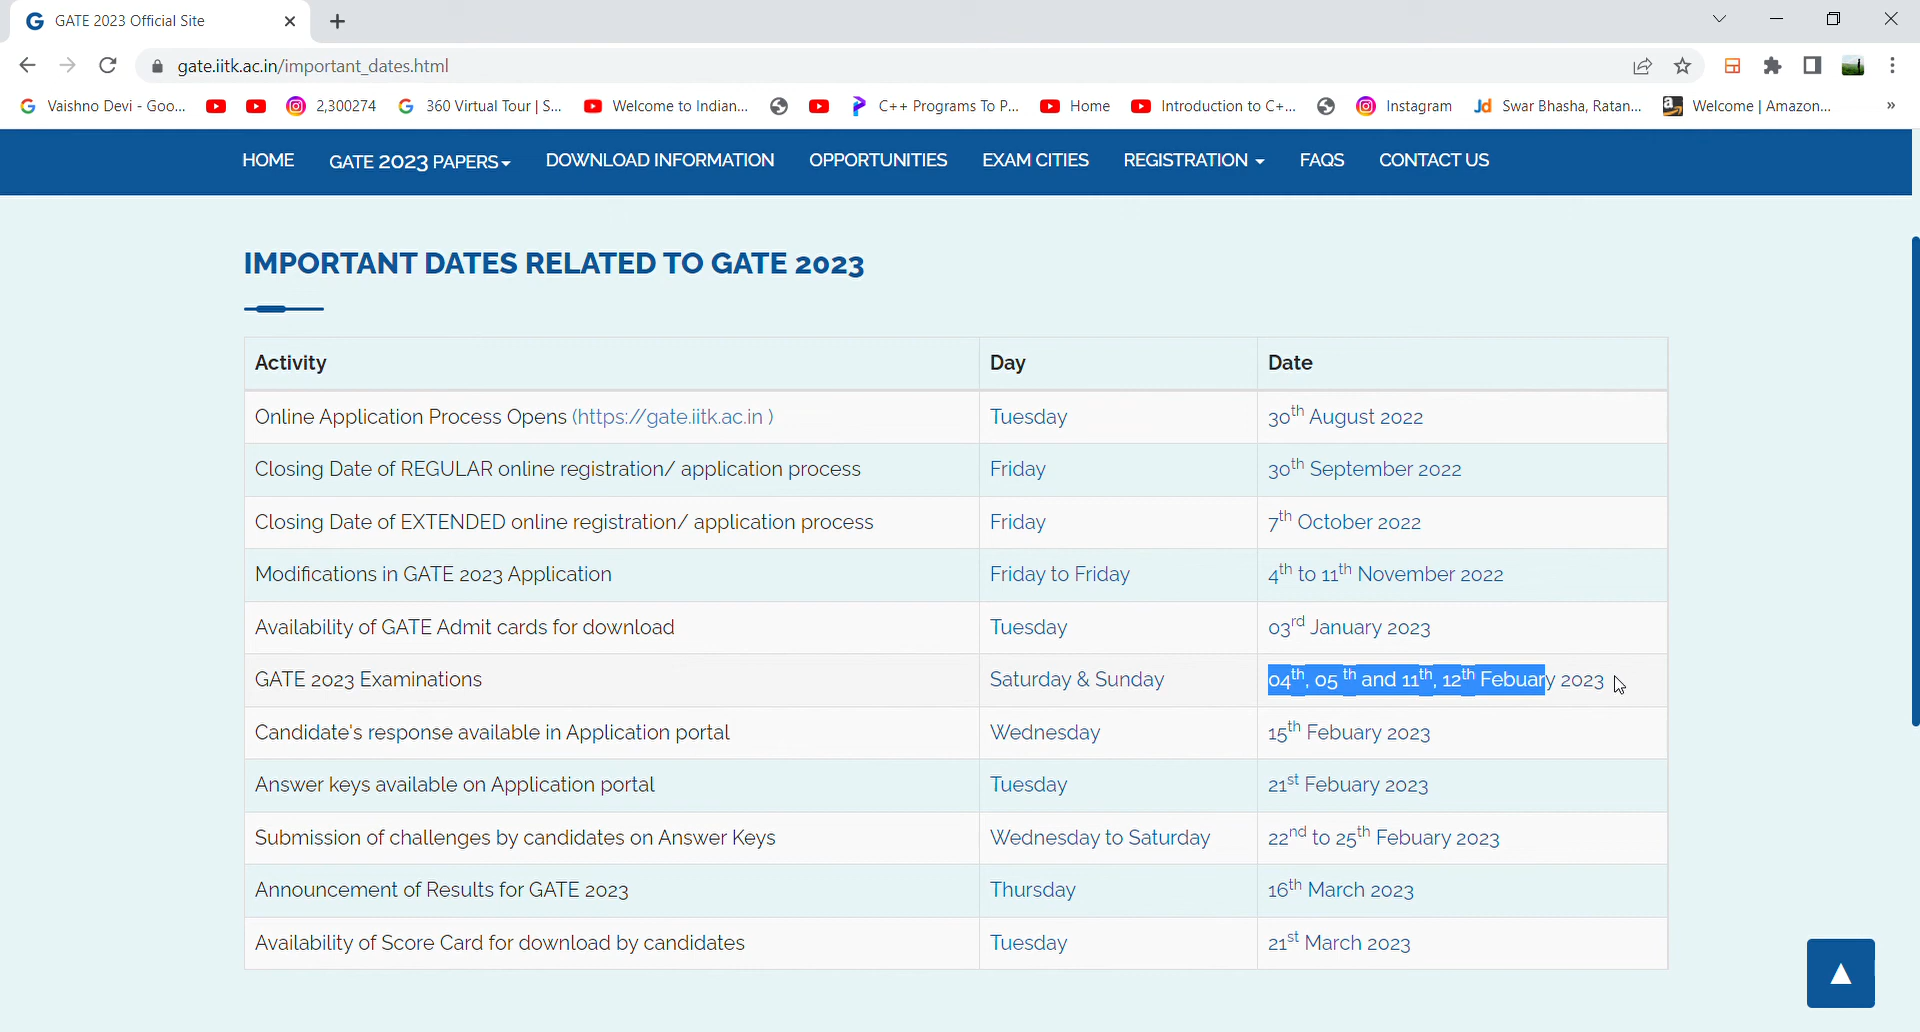 GATE 2023 Official Site
gate.iitk.ac.in/important_dates.html
Vaishno Devi - Goo... 2,300274 360 Virtual Tour | S... Welcome to Indian... C++ Programs To P... Home Introduction to C+... Instagram Swar Bhasha, Ratan... Welcome | Amazon... »
HOME GATE 2023 PAPERS DOWNLOAD INFORMATION OPPORTUNITIES EXAM CITIES REGISTRATION FAQS CONTACT US
IMPORTANT DATES RELATED TO GATE 2023
Activity Day Date
Online Application Process Opens (https://gate.iitk.ac.in ) Tuesday 30th August 2022
Closing Date of REGULAR online registration/ application process Friday 30th September 2022
Closing Date of EXTENDED online registration/ application process Friday 7th October 2022
Modifications in GATE 2023 Application Friday to Friday 4th to 11th November 2022
Availability of GATE Admit cards for download Tuesday 03rd January 2023
GATE 2023 Examinations Saturday & Sunday 04th, 05 th and 11th, 12th Febuary 2023
Candidate's response available in Application portal Wednesday 15th Febuary 2023
Answer keys available on Application portal Tuesday 21st Febuary 2023
Submission of challenges by candidates on Answer Keys Wednesday to Saturday 22nd to 25th Febuary 2023
Announcement of Results for GATE 2023 Thursday 16th March 2023
Availability of Score Card for download by candidates Tuesday 21st March 2023